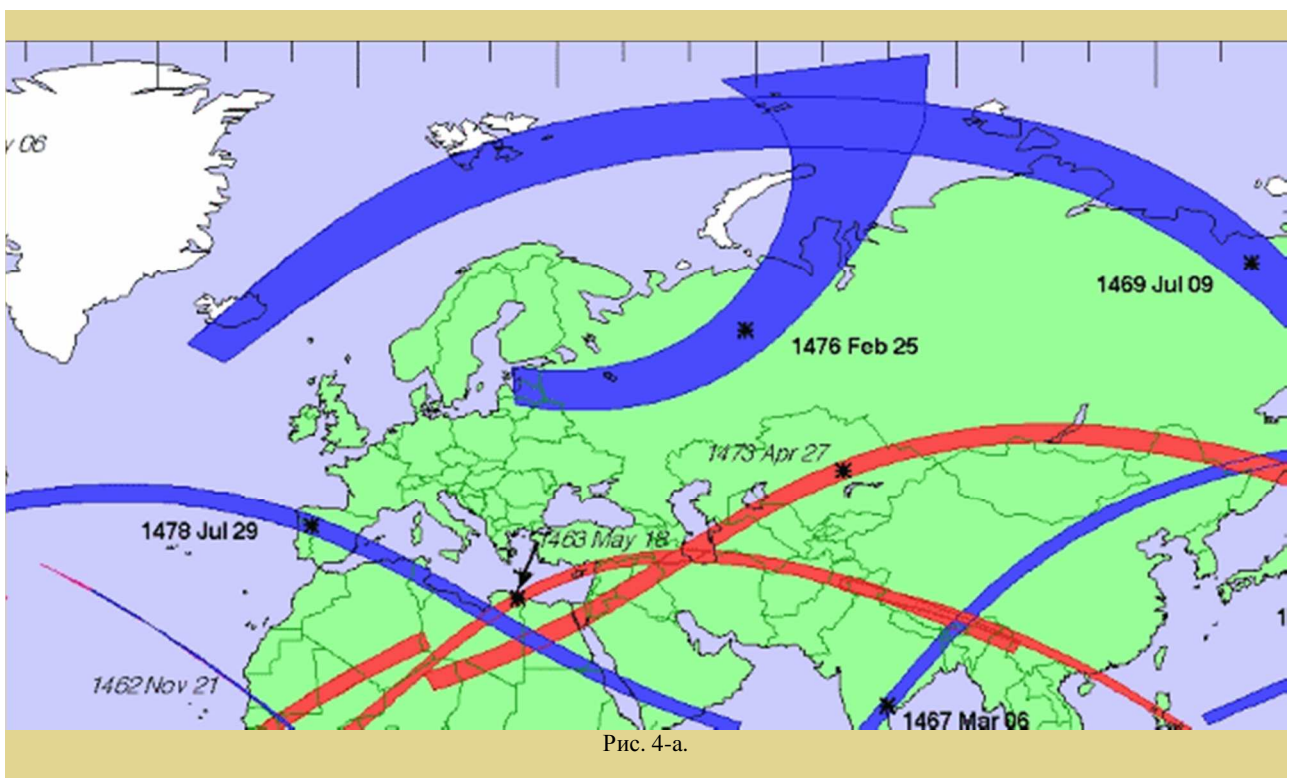 y 06
1469 Jul 09
1476 Feb 25
1473 Apr 27
1478 Jul 29
1463 May 18
1462 Nov 21
1
1467 Mar 06
Рис. 4-а.